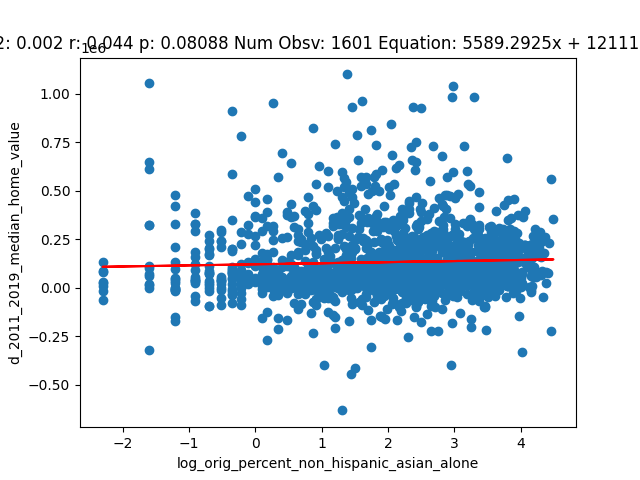 2: 0.002 r: 0.044 p: 0.08088 Num Obsv: 1601 Equation: 5589.2925x + 12111
1e6
1.00
0.75
0.50
0.25
0.00
−0.25
−0.50
d_2011_2019_median_home_value
−2 −1 0 1 2 3 4
log_orig_percent_non_hispanic_asian_alone